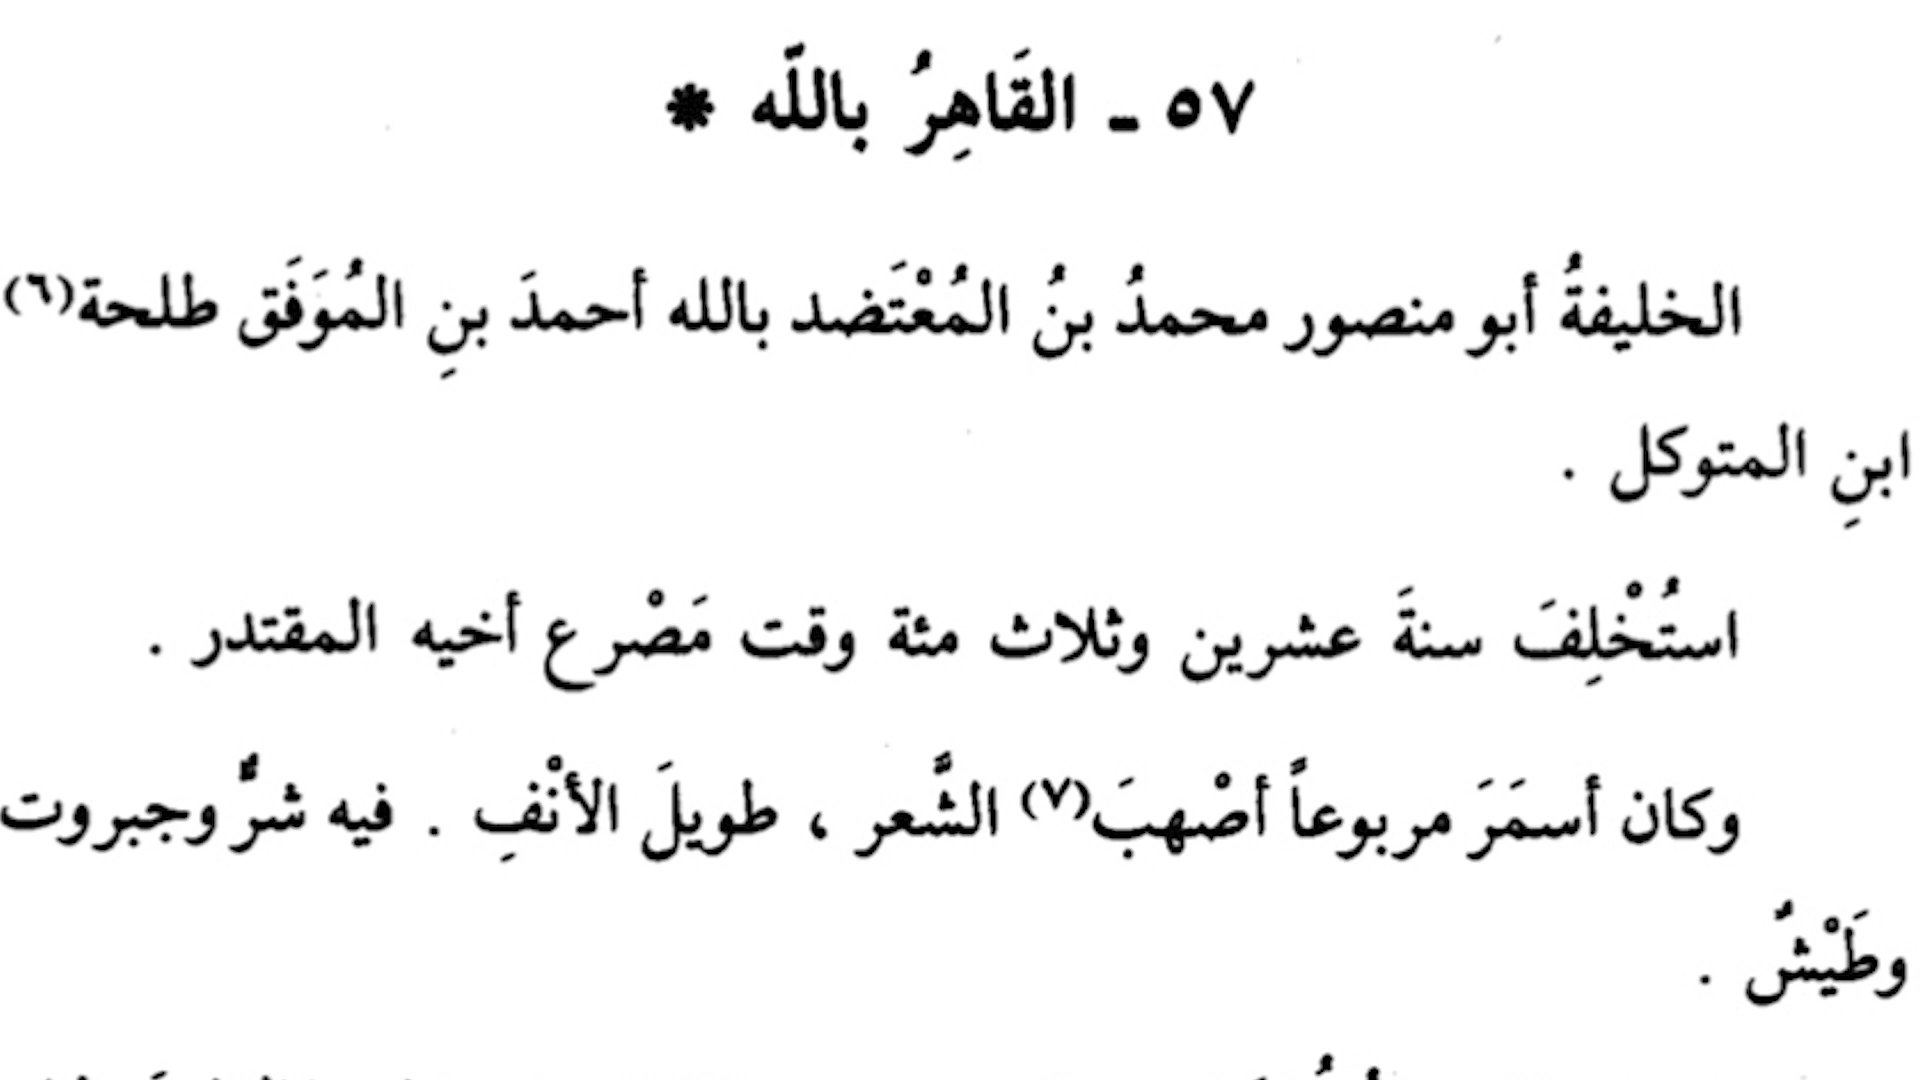 ٥٧ - القَاهِرُ باللّه *
الخليفةُ أبو منصور محمدُ بنُ المُعْتَضد بالله أحمدَ بنِ المُوَفَق طلحة(٦)
ابنِ المتوكل .
استُخْلِفَ سنةَ عشرين وثلاث مئة وقت مَصْرع أخيه المقتدر .
وكان أسمَرَ مربوعاً أصْهبَ(٧) الشَّعر ، طويلَ الأنْفِ . فيه شرٌّ وجبروت
وطَيْشٌ .